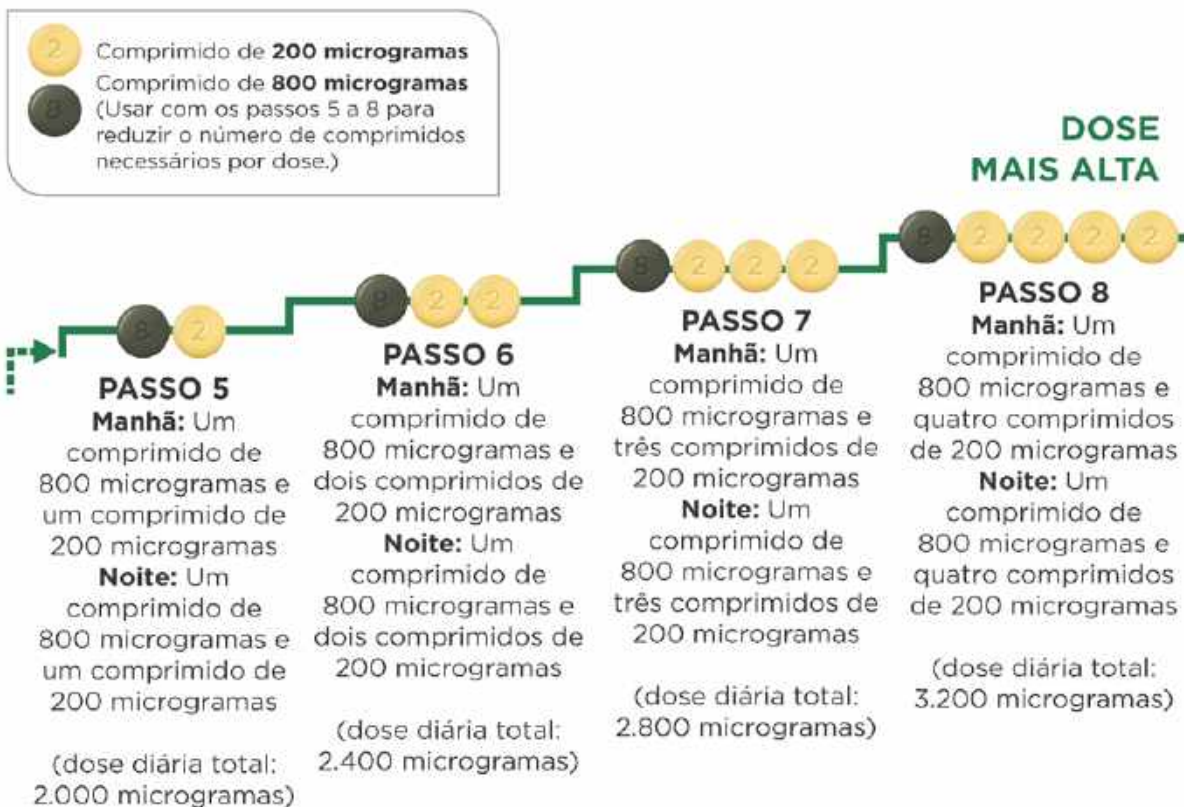 2
Comprimido de 200 microgramas
8
Comprimido de 800 microgramas
(Usar com os passos 5 a 8 para
reduzir o número de comprimidos
necessários por dose.)
DOSE
MAIS ALTA
8 2
PASSO 5
Manhã: Um
comprimido de
800 microgramas e
um comprimido de
200 microgramas
Noite: Um
comprimido de
800 microgramas e
um comprimido de
200 microgramas
(dose diária total:
2.000 microgramas)
8 2 2
PASSO 6
Manhã: Um
comprimido de
800 microgramas e
dois comprimidos de
200 microgramas
Noite: Um
comprimido de
800 microgramas e
dois comprimidos de
200 microgramas
(dose diária total:
2.400 microgramas)
8 2 2 2
PASSO 7
Manhã: Um
comprimido de
800 microgramas e
três comprimidos de
200 microgramas
Noite: Um
comprimido de
800 microgramas e
três comprimidos de
200 microgramas
(dose diária total:
2.800 microgramas)
8 2 2 2 2
PASSO 8
Manhã: Um
comprimido de
800 microgramas e
quatro comprimidos
de 200 microgramas
Noite: Um
comprimido de
800 microgramas e
quatro comprimidos
de 200 microgramas
(dose diária total:
3.200 microgramas)